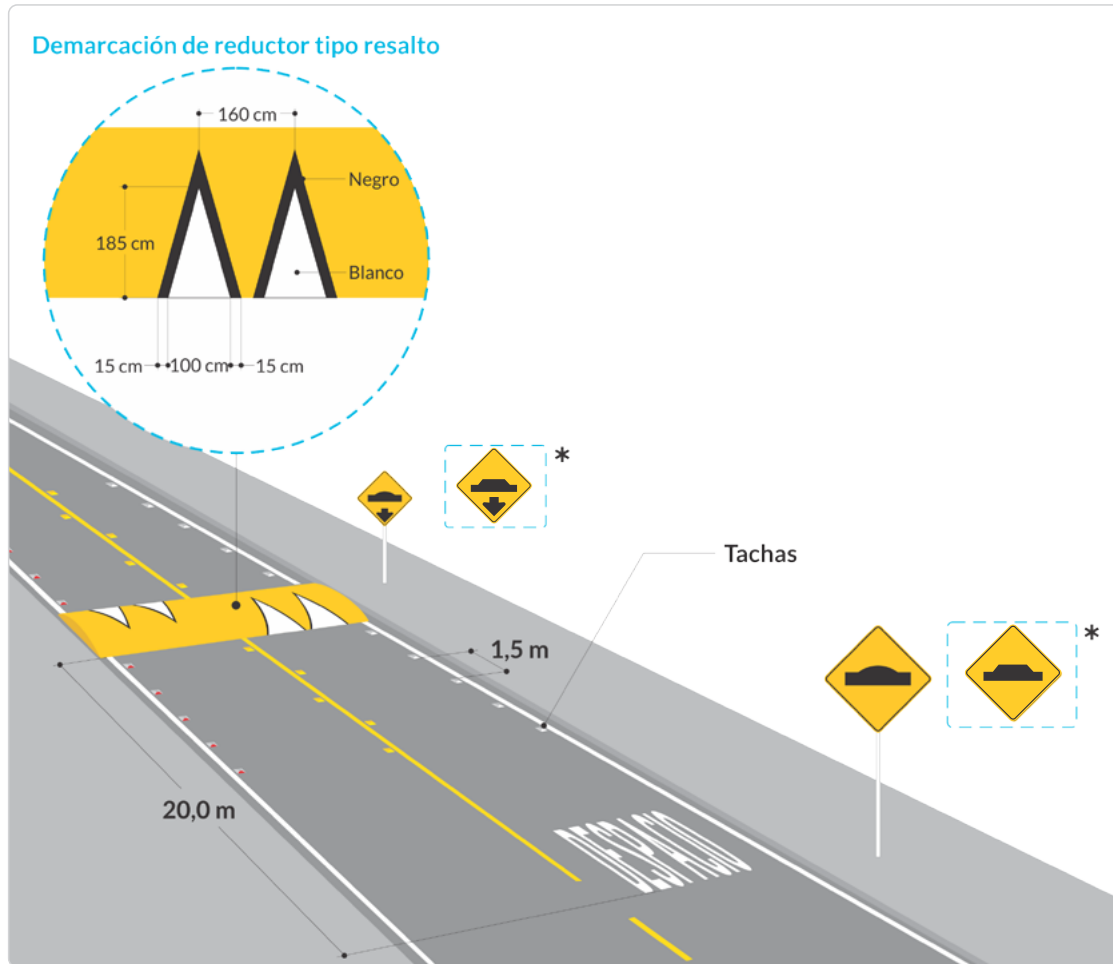 Demarcación de reductor tipo resalto
160 cm
Negro
185 cm
Blanco
15 cm
100 cm
15 cm
*
Tachas
*
1,5 m
20,0 m
DESPACIO